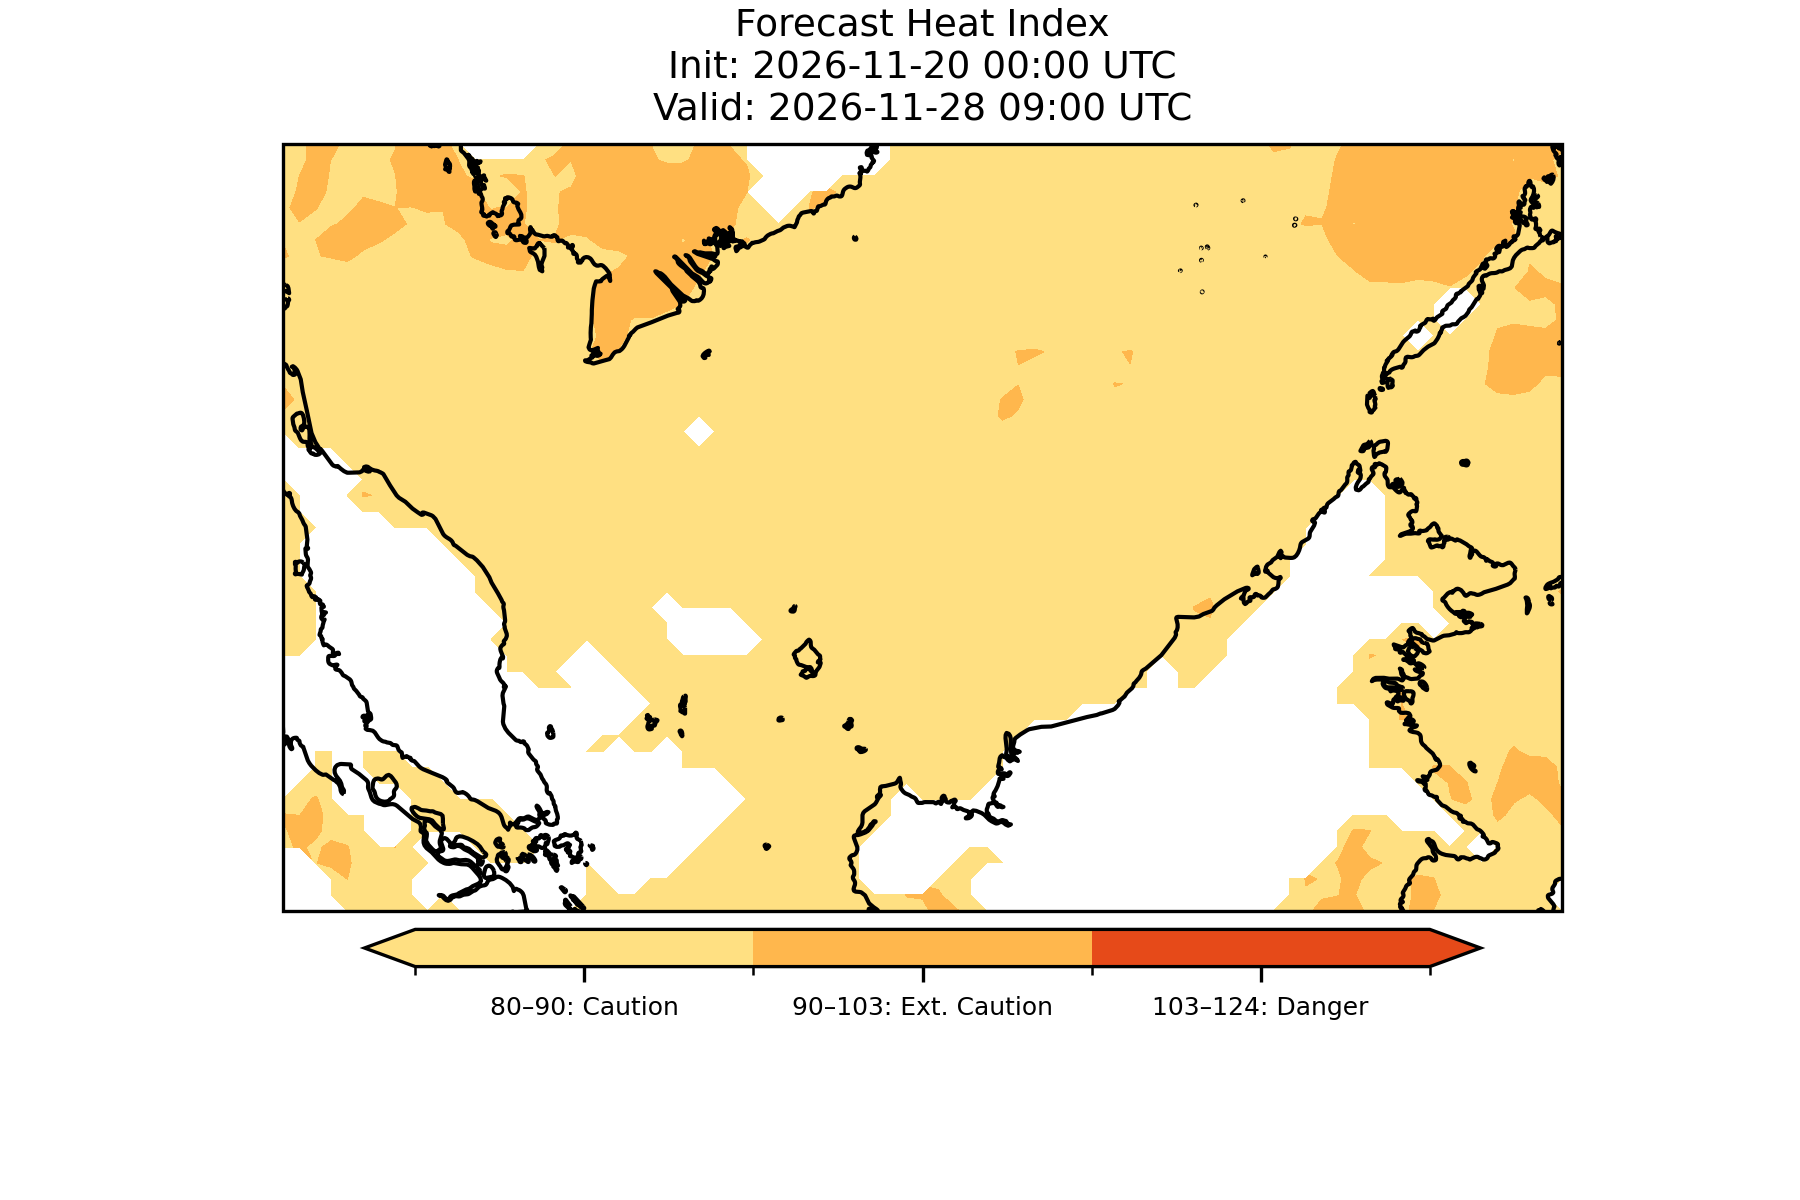 Forecast Heat Index
Init: 2026-11-20 00:00 UTC
Valid: 2026-11-28 09:00 UTC
80–90: Caution
90–103: Ext. Caution
103–124: Danger